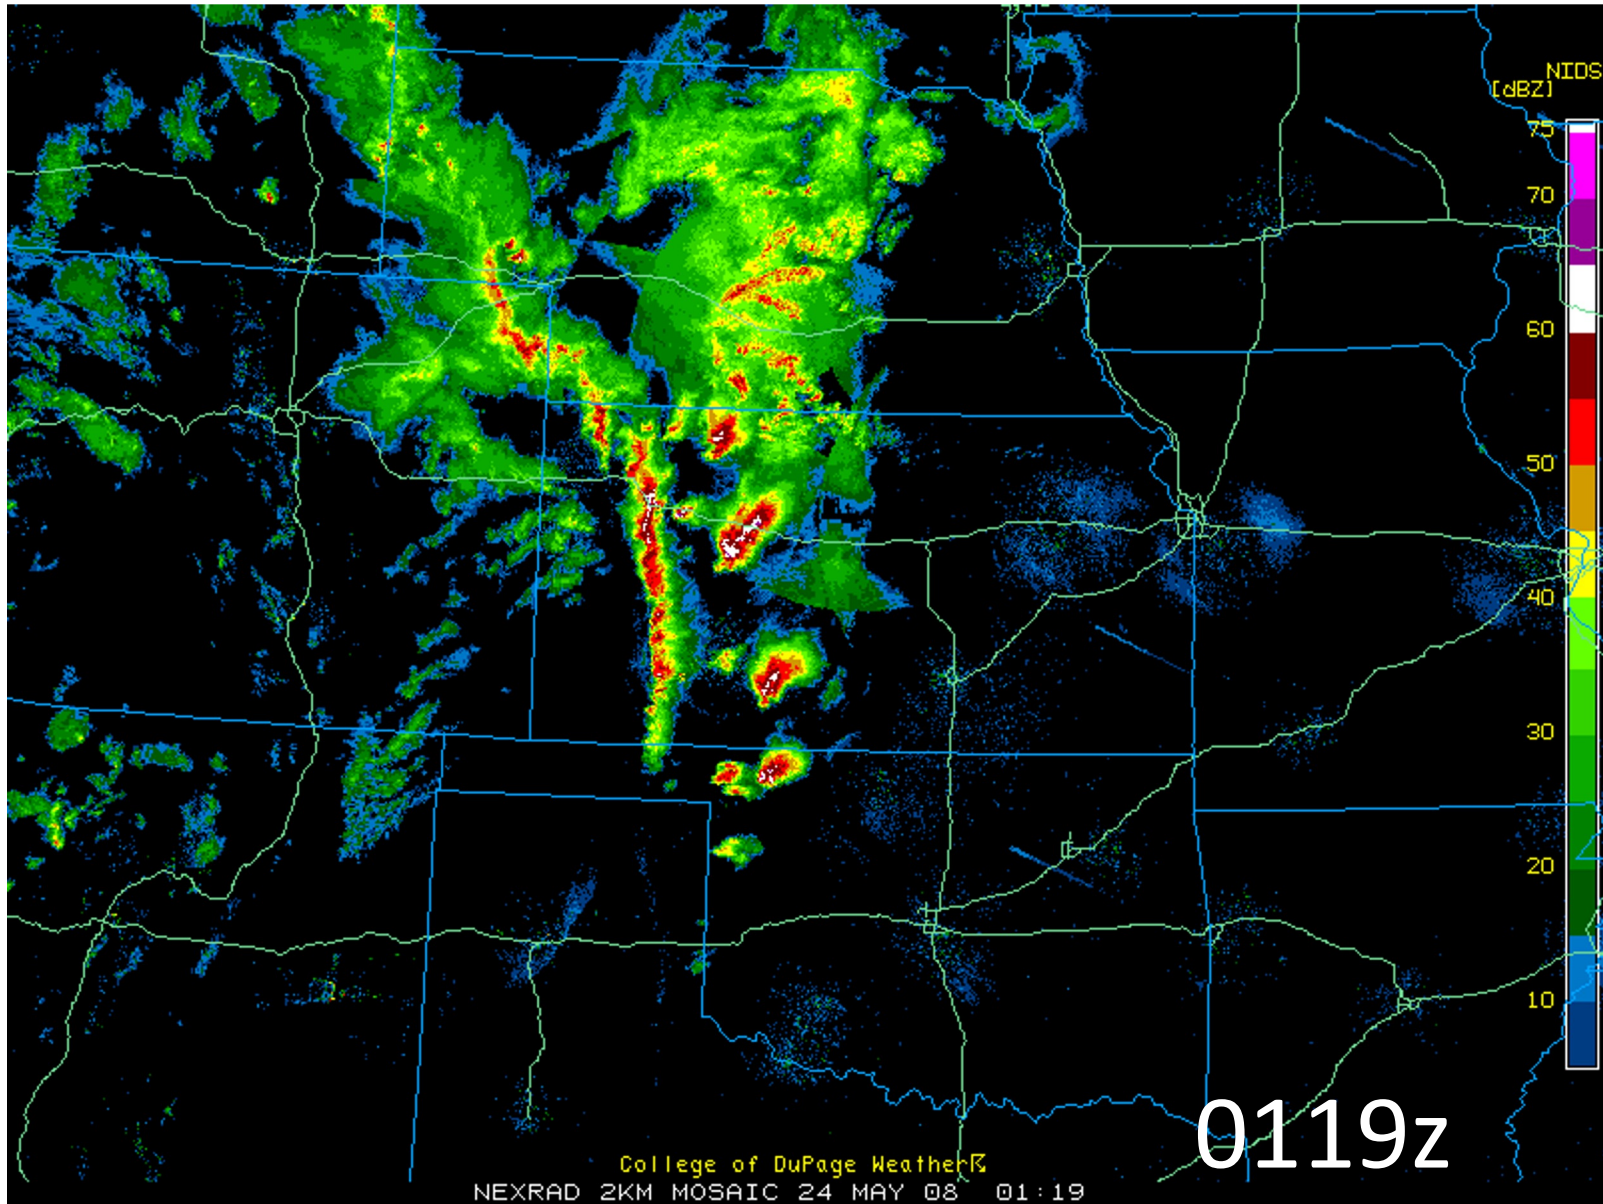 NIDS
[dBZ]
75
70
60
50
40
30
20
10
0119z
College of DuPage Weather
NEXRAD 2KM MOSAIC 24 MAY 08 01:19